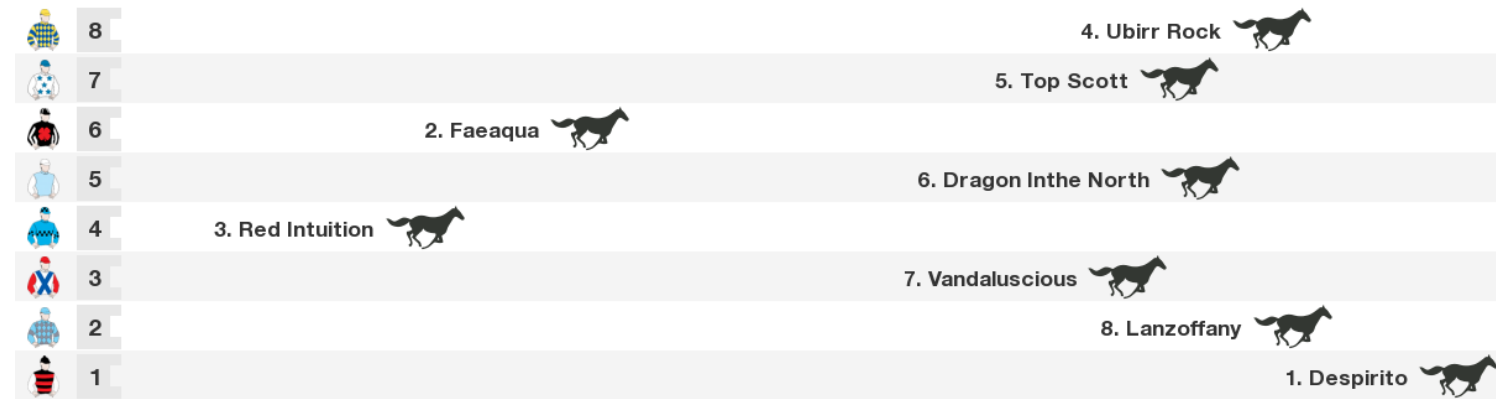 8 4. Ubirr Rock
7 5. Top Scott
6 2. Faeaqua
5 6. Dragon Inthe North
4 3. Red Intuition
3 7. Vandaluscious
2 8. Lanzoffany
1 1. Despirito